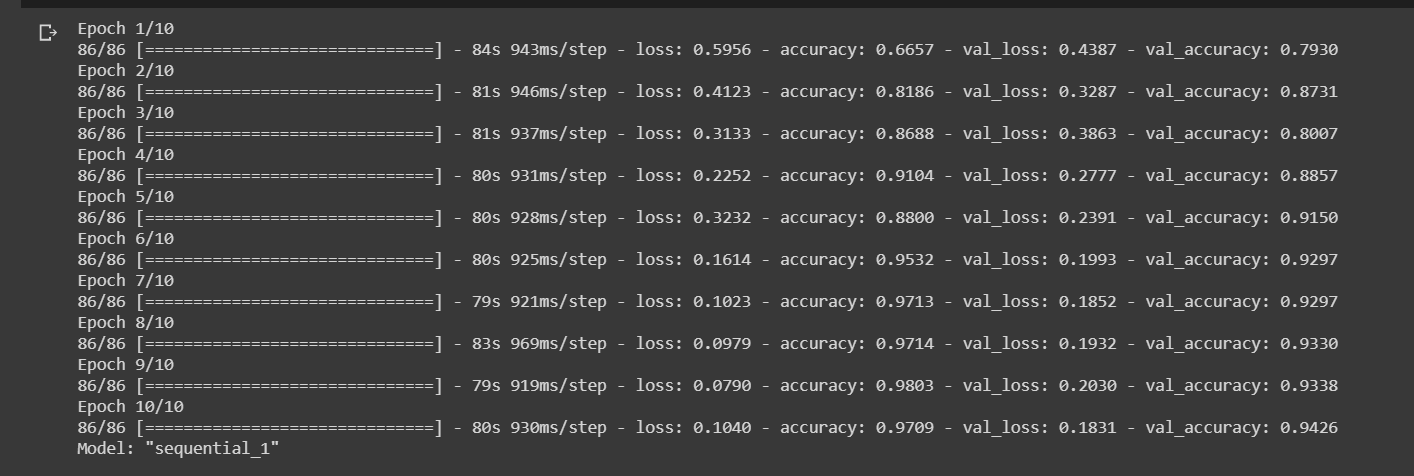 Epoch 1/10
86/86 [==============================] - 84s 943ms/step - loss: 0.5956 - accuracy: 0.6657 - val_loss: 0.4387 - val_accuracy: 0.7930
Epoch 2/10
86/86 [==============================] - 81s 946ms/step - loss: 0.4123 - accuracy: 0.8186 - val_loss: 0.3287 - val_accuracy: 0.8731
Epoch 3/10
86/86 [==============================] - 81s 937ms/step - loss: 0.3133 - accuracy: 0.8688 - val_loss: 0.3863 - val_accuracy: 0.8007
Epoch 4/10
86/86 [==============================] - 80s 931ms/step - loss: 0.2252 - accuracy: 0.9104 - val_loss: 0.2777 - val_accuracy: 0.8857
Epoch 5/10
86/86 [==============================] - 80s 928ms/step - loss: 0.3232 - accuracy: 0.8800 - val_loss: 0.2391 - val_accuracy: 0.9150
Epoch 6/10
86/86 [==============================] - 80s 925ms/step - loss: 0.1614 - accuracy: 0.9532 - val_loss: 0.1993 - val_accuracy: 0.9297
Epoch 7/10
86/86 [==============================] - 79s 921ms/step - loss: 0.1023 - accuracy: 0.9713 - val_loss: 0.1852 - val_accuracy: 0.9297
Epoch 8/10
86/86 [==============================] - 83s 969ms/step - loss: 0.0979 - accuracy: 0.9714 - val_loss: 0.1932 - val_accuracy: 0.9330
Epoch 9/10
86/86 [==============================] - 79s 919ms/step - loss: 0.0790 - accuracy: 0.9803 - val_loss: 0.2030 - val_accuracy: 0.9338
Epoch 10/10
86/86 [==============================] - 80s 930ms/step - loss: 0.1040 - accuracy: 0.9709 - val_loss: 0.1831 - val_accuracy: 0.9426
Model: "sequential_1"